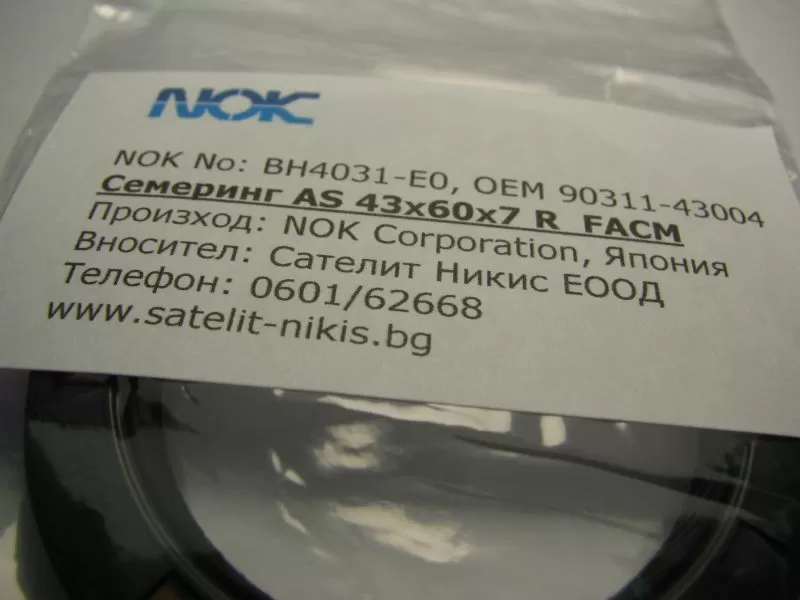 NOK
NOK No: BH4031-E0, OEM 90311-43004
Семеринг AS 43x60x7 R FACM
Произход: NOK Corporation, Япония
Вносител: Сателит Никис ЕООД
Телефон: 0601/62668
www.satelit-nikis.bg